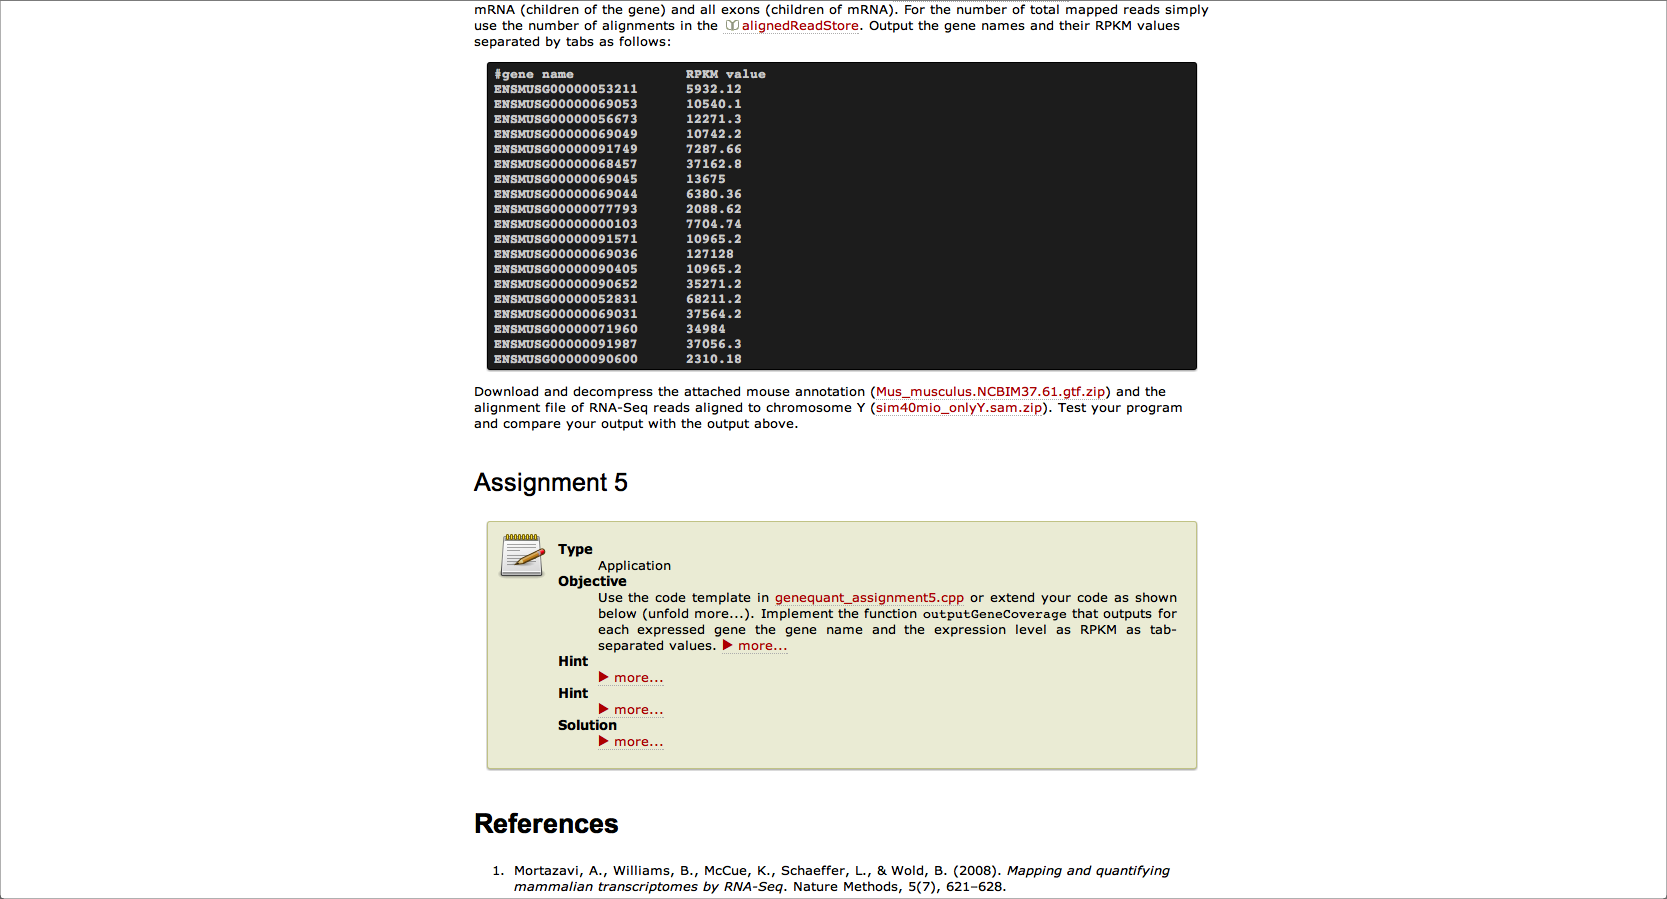 mRNA (children of the gene) and all exons (children of mRNA). For the number of total mapped reads simply
use the number of alignments in the alignedReadStore. Output the gene names and their RPKM values
separated by tabs as follows:
#gene name RPKM value
ENSMUSG00000053211 5932.12
ENSMUSG00000069053 10540.1
ENSMUSG00000056673 12271.3
ENSMUSG00000069049 10742.2
ENSMUSG00000091749 7287.66
ENSMUSG00000068457 37162.8
ENSMUSG00000069045 13675
ENSMUSG00000069044 6380.36
ENSMUSG00000077793 2088.62
ENSMUSG00000000103 7704.74
ENSMUSG00000091571 10965.2
ENSMUSG00000069036 127128
ENSMUSG00000090405 10965.2
ENSMUSG00000090652 35271.2
ENSMUSG00000052831 68211.2
ENSMUSG00000069031 37564.2
ENSMUSG00000071960 34984
ENSMUSG00000091987 37056.3
ENSMUSG00000090600 2310.18
Download and decompress the attached mouse annotation (Mus_musculus.NCBIM37.61.gtf.zip) and the
alignment file of RNA-Seq reads aligned to chromosome Y (sim40mio_onlyY.sam.zip). Test your program
and compare your output with the output above.
Assignment 5
Type
Application
Objective
Use the code template in genequant_assignment5.cpp or extend your code as shown
below (unfold more...). Implement the function outputGeneCoverage that outputs for
each expressed gene the gene name and the expression level as RPKM as tab-
separated values. ▶ more...
Hint
▶ more...
Hint
▶ more...
Solution
▶ more...
References
1. Mortazavi, A., Williams, B., McCue, K., Schaeffer, L., & Wold, B. (2008). Mapping and quantifying
mammalian transcriptomes by RNA-Seq. Nature Methods, 5(7), 621–628.